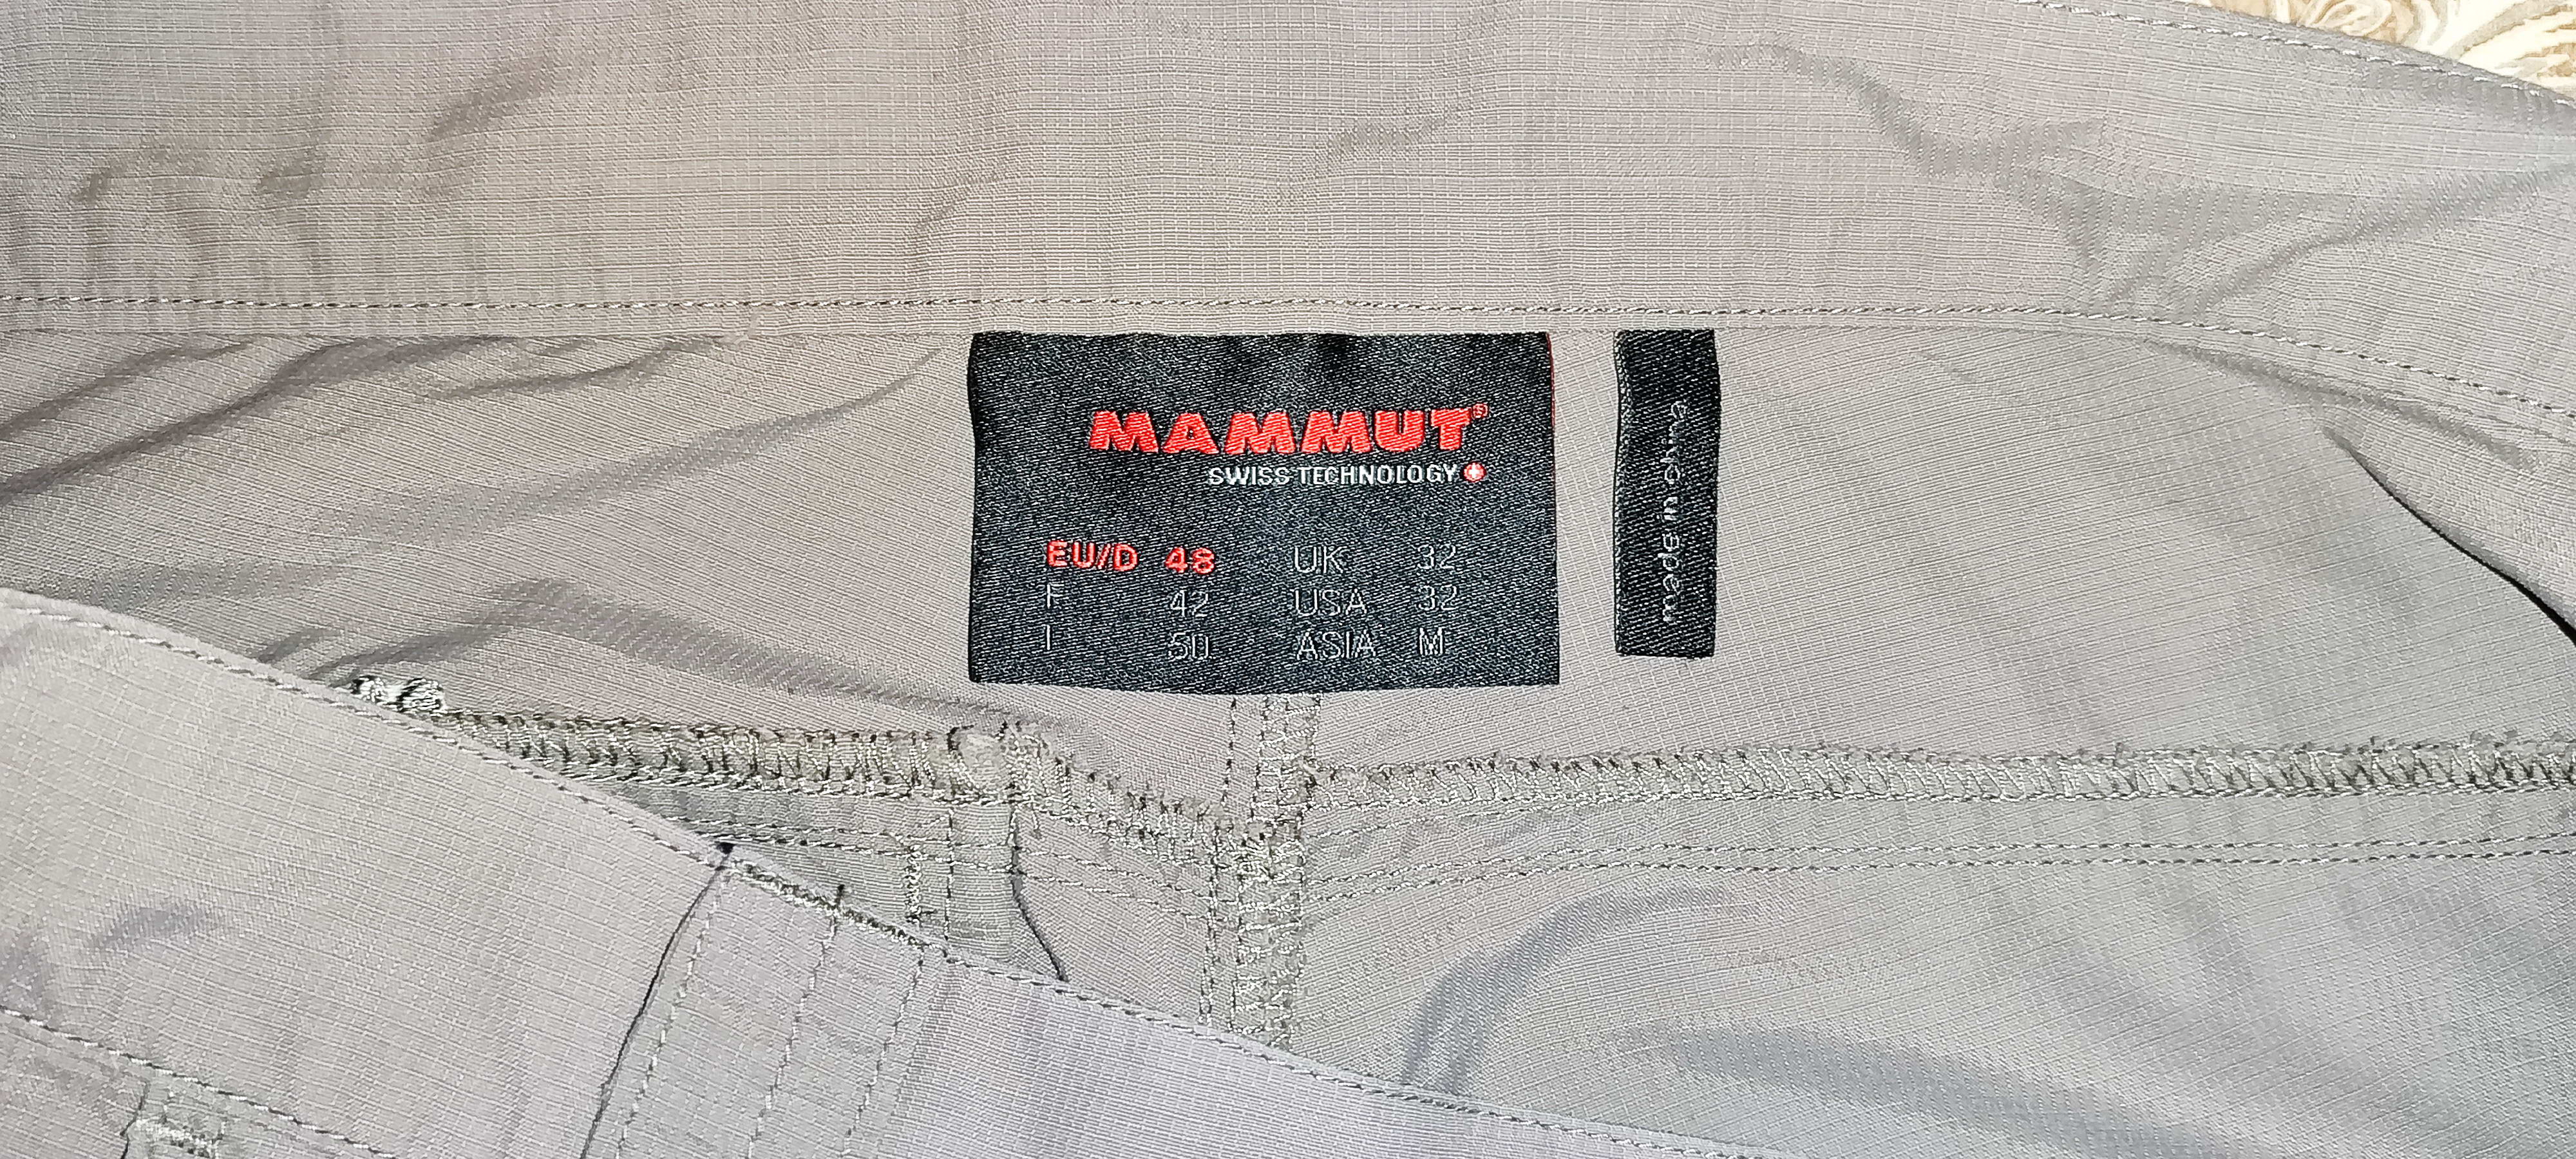 MAMMUT®
SWISS TECHNOLOGY
EU/D 48 UK 32
F 42 USA 32
I 50 ASIA M
made in china